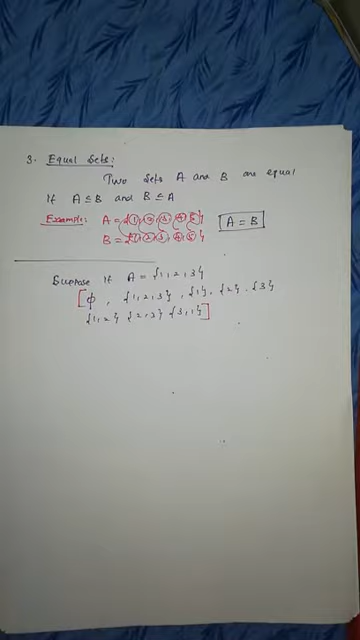 3. Equal Sets:
Two Sets A and B are equal
If A ⊆ B and B ⊆ A
Example: A = {1, 2, 3, 4, 5} A = B
B = {1, 2, 3, 4, 5}
Suppose If A = {1, 2, 3}
[ϕ, {1, 2, 3}, {1}, {2}, {3}
{1, 2} {2, 3} {3, 1}]